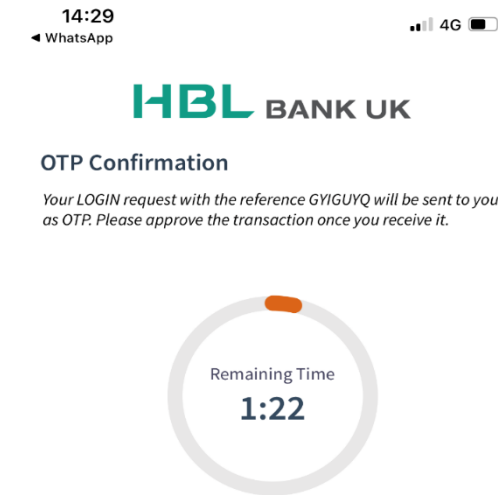 14:29
◀ WhatsApp
4G
HBL BANK UK
OTP Confirmation
Your LOGIN request with the reference GYIGUYQ will be sent to you
as OTP. Please approve the transaction once you receive it.
Remaining Time
1:22